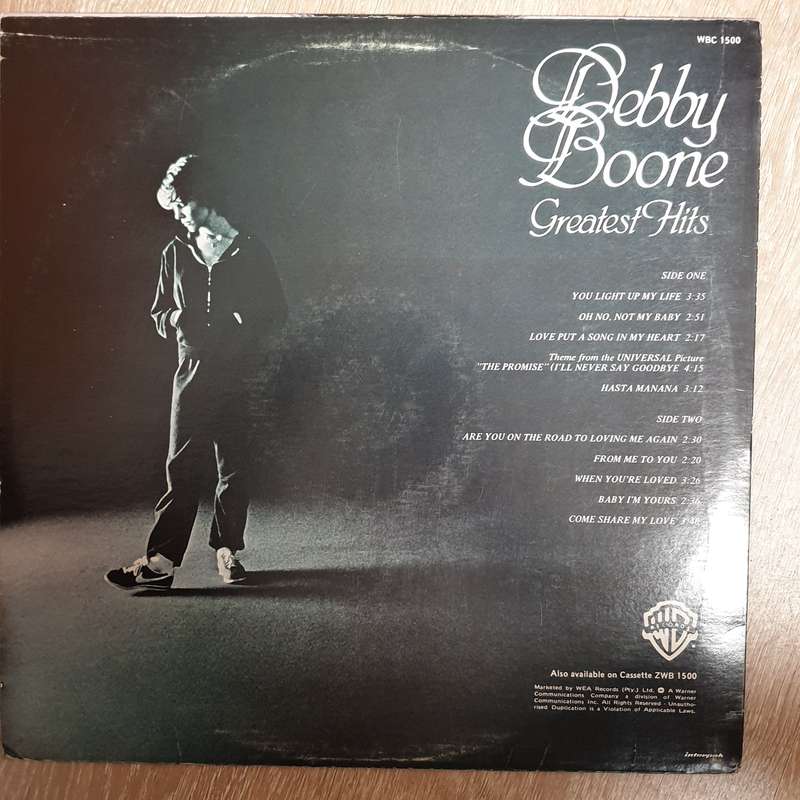 WBC 1500
Debby
Boone
Greatest Hits
SIDE ONE
YOU LIGHT UP MY LIFE 3:35
OH NO, NOT MY BABY 2:51
LOVE PUT A SONG IN MY HEART 2:17
Theme from the UNIVERSAL Picture
"THE PROMISE" (I'LL NEVER SAY GOODBYE 4:15
HASTA MANANA 3:12
SIDE TWO
ARE YOU ON THE ROAD TO LOVING ME AGAIN 2:30
FROM ME TO YOU 2:20
WHEN YOU'RE LOVED 3:26
BABY I'M YOURS 2:36
COME SHARE MY LOVE
RECORDS
Also available on Cassette ZWB 1500
Marketed by WEA Records (Pty.) Ltd. A Warner
Communications Company a division of Warner
Communications Inc. All Rights Reserved - Unautho-
rised Duplication is a Violation of Applicable Laws.
interpak